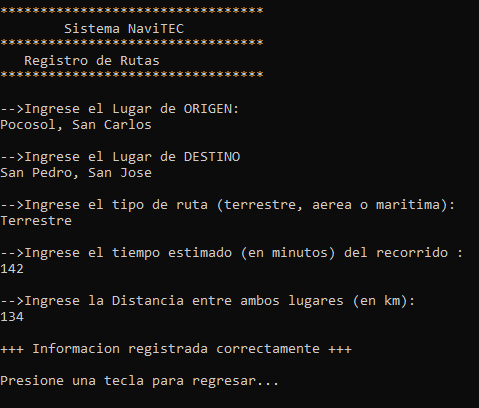 *********************************
Sistema NaviTEC
*********************************
Registro de Rutas
*********************************
-->Ingrese el Lugar de ORIGEN:
Pocosol, San Carlos
-->Ingrese el Lugar de DESTINO
San Pedro, San Jose
-->Ingrese el tipo de ruta (terrestre, aerea o maritima):
Terrestre
-->Ingrese el tiempo estimado (en minutos) del recorrido :
142
-->Ingrese la Distancia entre ambos lugares (en km):
134
+++ Informacion registrada correctamente +++
Presione una tecla para regresar...